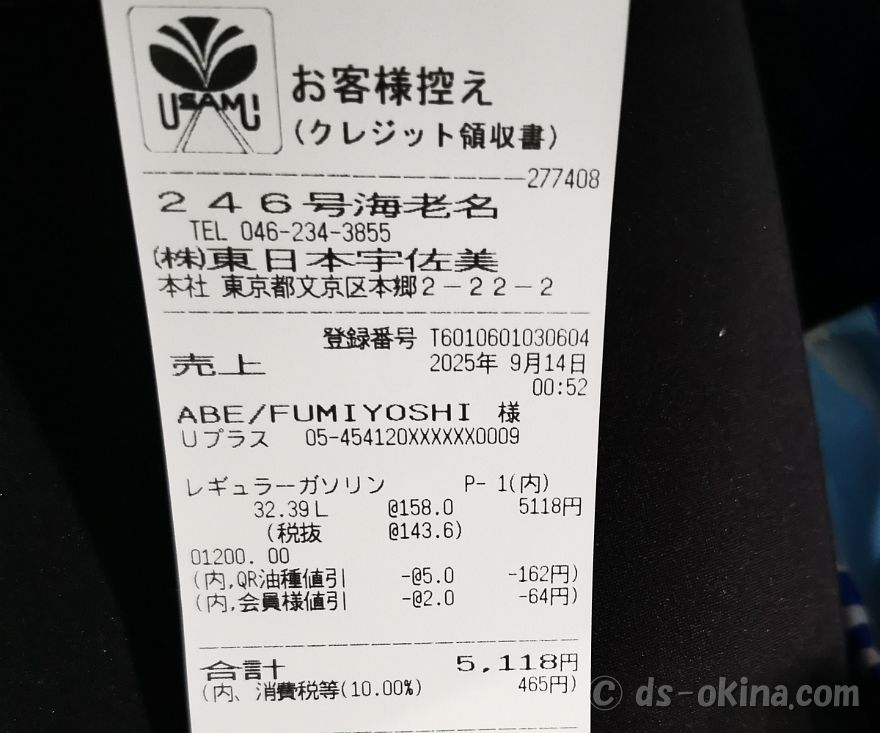 USAMI
お客様控え
(クレジット領収書)
277408
246号海老名
TEL 046-234-3855
(株)東日本宇佐美
本社 東京都文京区本郷2-22-2
登録番号 T6010601030604
売上 2025年 9月14日
00:52
ABE/FUMIYOSHI 様
Uプラス 05-454120XXXXXX0009
レギュラーガソリン P- 1(内)
32.39L @158.0 5118円
(税抜 @143.6)
01200. 00
(内,QR油種値引 -@5.0 -162円)
(内,会員様値引 -@2.0 -64円)
合計 5,118円
(内、消費税等(10.00%) 465円)
© ds-okina.com